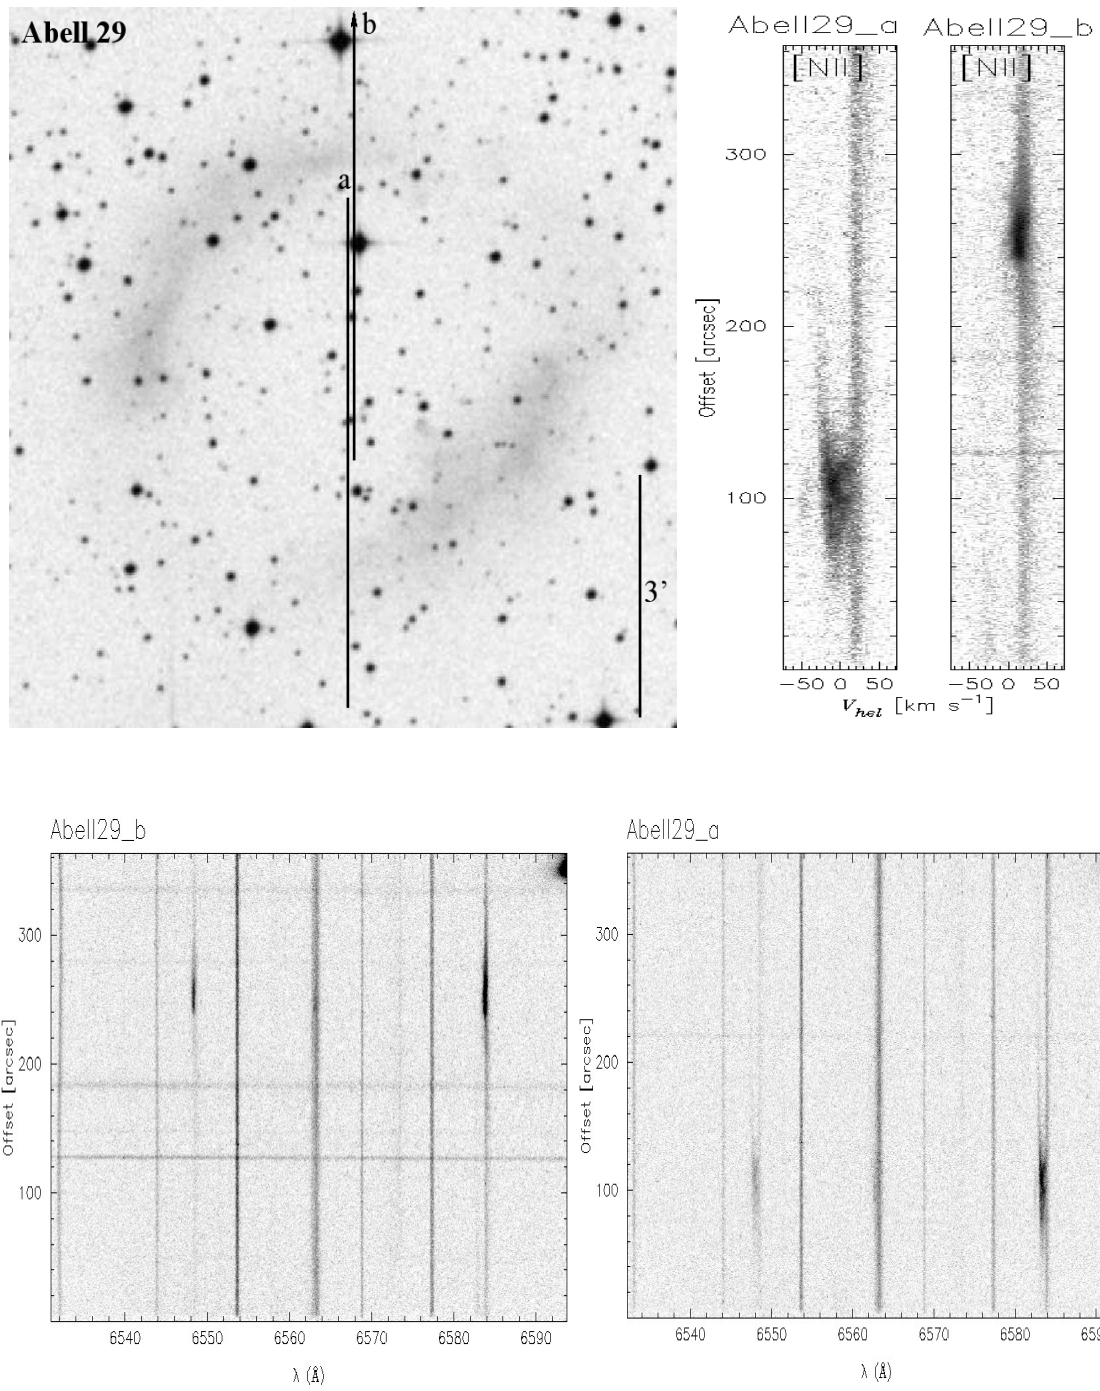 Abell 29
b
a
3’
Abell29_a
Abell29_b
[NII]
[NII]
300
200
100
Offset [arcsec]
−50 0 50
−50 0 50
V_hel [km s⁻¹]
Abell29_b
300
200
100
Offset [arcsec]
6540 6550 6560 6570 6580 6590
λ (Å)
Abell29_a
300
200
100
Offset [arcsec]
6540 6550 6560 6570 6580 659
λ (Å)